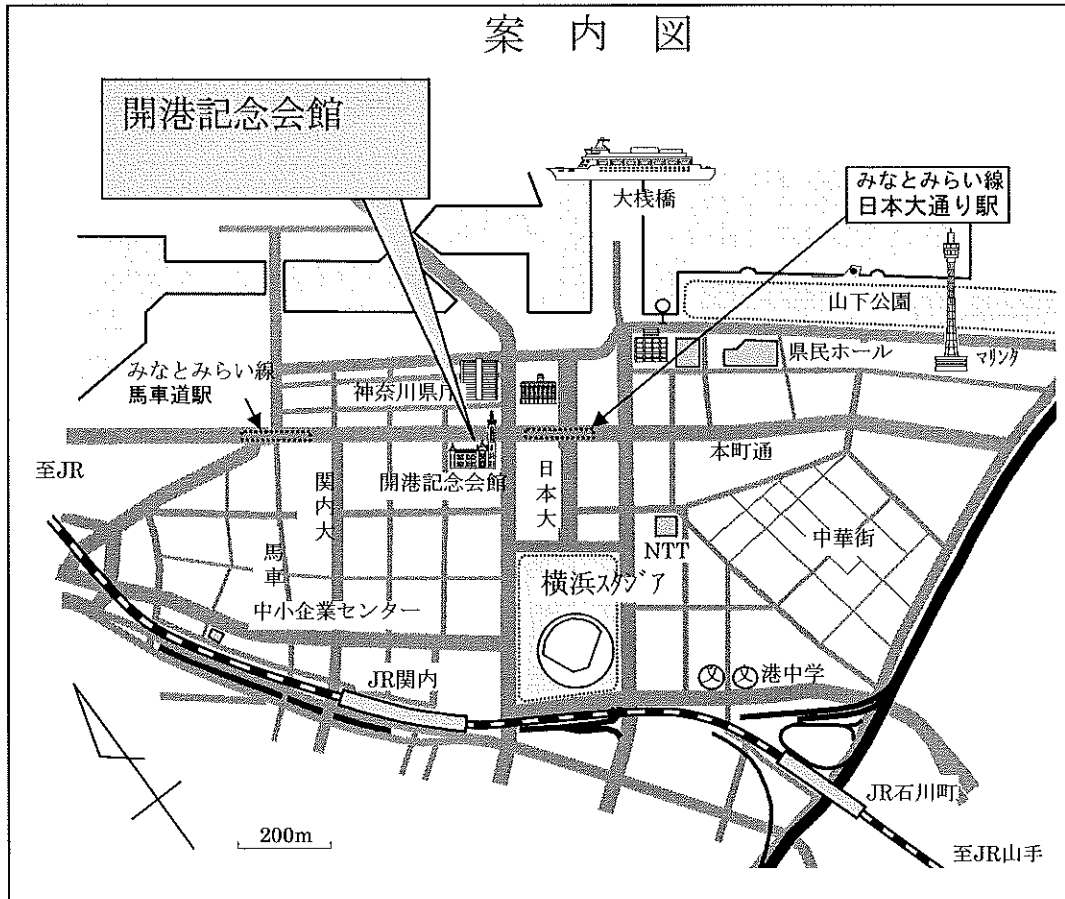 案内図
開港記念会館
大桟橋
みなとみらい線
日本大通り駅
山下公園
県民ホール
マリンタ
みなとみらい線
馬車道駅
神奈川県庁
本町通
至JR
開港記念会館
関内大
日本大
馬車
NTT
中華街
横浜スタジア
中小企業センター
JR関内
文
文
港中学
JR石川町
200m
至JR山手